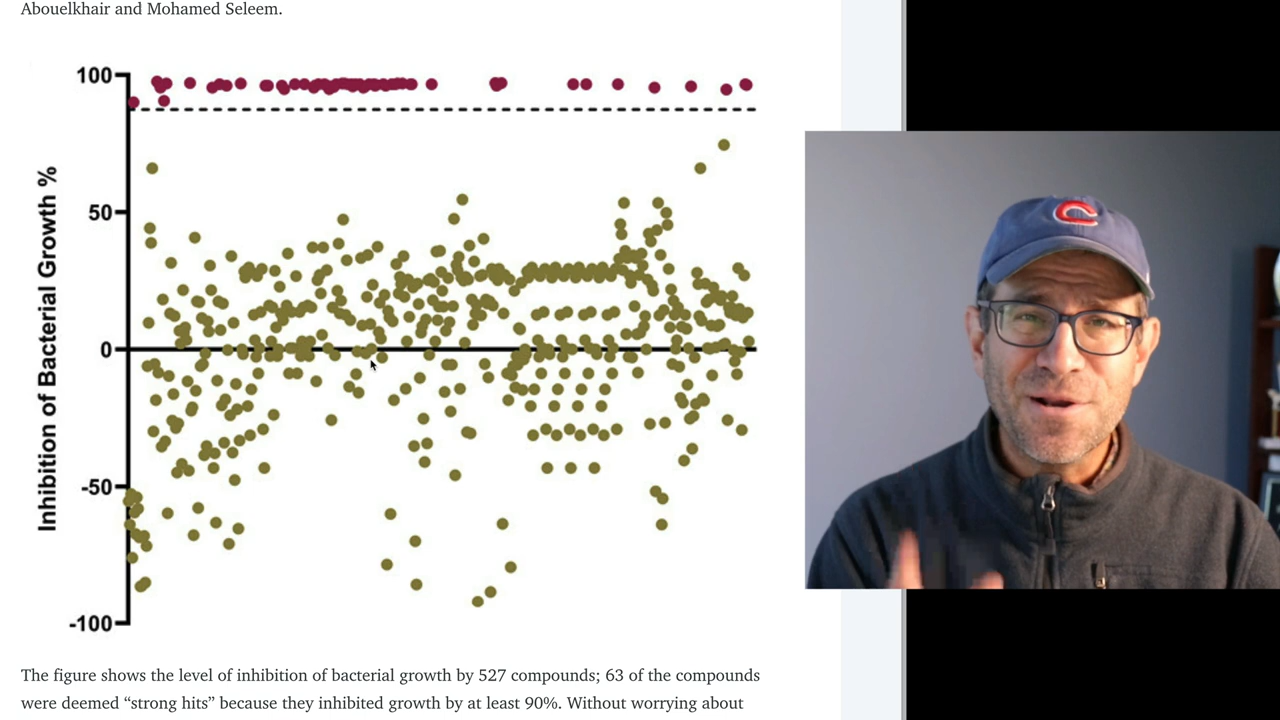 Abouelkhair and Mohamed Seleem.
100
50
0
-50
-100
Inhibition of Bacterial Growth %
C
The figure shows the level of inhibition of bacterial growth by 527 compounds; 63 of the compounds
were deemed “strong hits” because they inhibited growth by at least 90%. Without worrying about